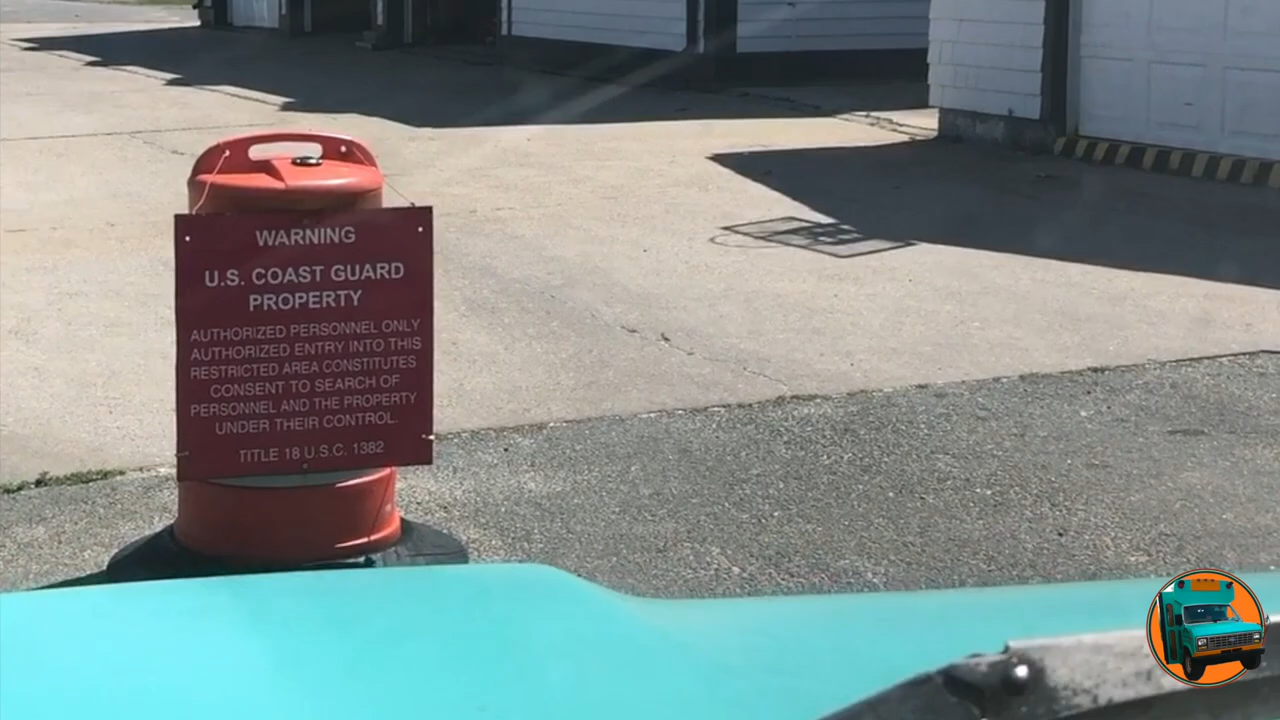 WARNING
U.S. COAST GUARD
PROPERTY
AUTHORIZED PERSONNEL ONLY
AUTHORIZED ENTRY INTO THIS
RESTRICTED AREA CONSTITUTES
CONSENT TO SEARCH OF
PERSONNEL AND THE PROPERTY
UNDER THEIR CONTROL.
TITLE 18 U.S.C. 1382